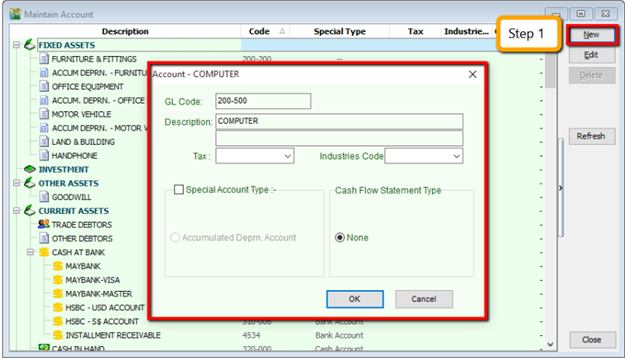 Maintain Account
Description Code Special Type Tax Industrie...
Step 1
New
FIXED ASSETS
FURNITURE & FITTINGS 200-200 --
Edit
ACCUM DEPRN. - FURNITU
Delete
OFFICE EQUIPMENT
ACCUM. DEPRN. - OFFICE
MOTOR VEHICLE
ACCUM DEPRN. - MOTOR V
Refresh
LAND & BUILDING
HANDPHONE
INVESTMENT
OTHER ASSETS
GOODWILL
CURRENT ASSETS
TRADE DEBTORS
OTHER DEBTORS
CASH AT BANK
MAYBANK
MAYBANK-VISA
MAYBANK-MASTER
HSBC - USD ACCOUNT
HSBC - S$ ACCOUNT 310-006 Bank Account
INSTALLMENT RECEIVABLE 4534 Bank Account
CASH IN HAND 320-000 Cash Account
Close
Account - COMPUTER
GL Code: 200-500
Description: COMPUTER
Tax : Industries Code
Special Account Type :-
Cash Flow Statement Type
Accumulated Deprn. Account
None
OK Cancel